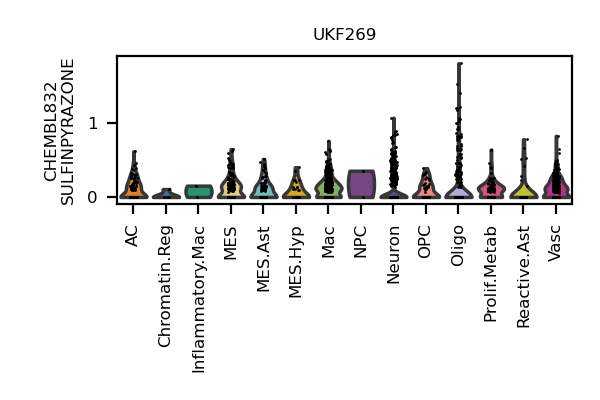 UKF269
CHEMBL832
SULFINPYRAZONE
1
0
AC
Chromatin.Reg
Inflammatory.Mac
MES
MES.Ast
MES.Hyp
Mac
NPC
Neuron
OPC
Oligo
Prolif.Metab
Reactive.Ast
Vasc